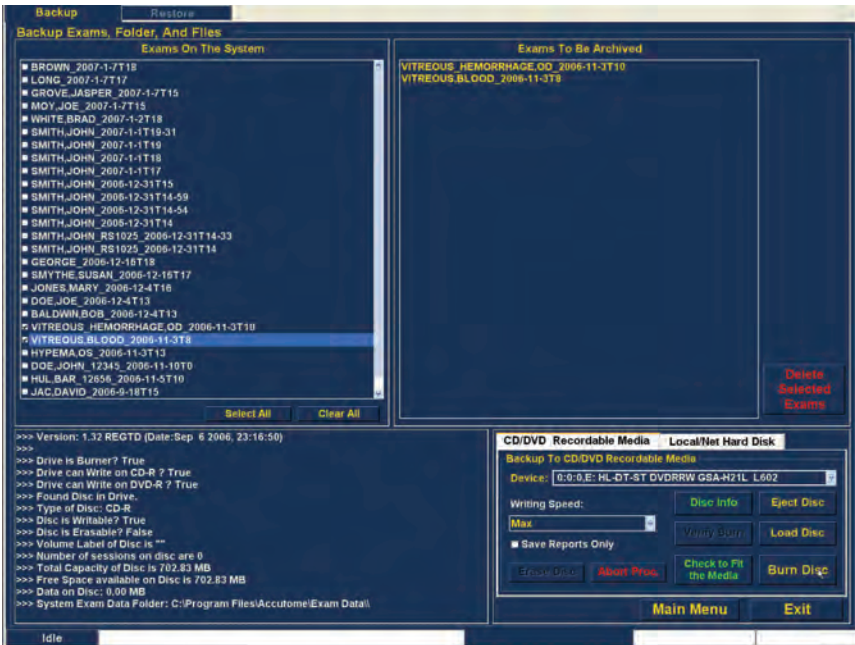 Backup Restore
Backup Exams, Folder, And Files
Exams On The System
BROWN_2007-1-7T18
LONG_2007-1-7T17
GROVE,JASPER_2007-1-7T15
MOY,JOE_2007-1-7T15
WHITE,BRAD_2007-1-2T18
SMITH,JOHN_2007-1-1T19-31
SMITH,JOHN_2007-1-1T19
SMITH,JOHN_2007-1-1T18
SMITH,JOHN_2007-1-1T17
SMITH,JOHN_2006-12-31T15
SMITH,JOHN_2006-12-31T14-59
SMITH,JOHN_2006-12-31T14-54
SMITH,JOHN_2006-12-31T14
SMITH,JOHN_RS1025_2006-12-31T14-33
SMITH,JOHN_RS1025_2006-12-31T14
GEORGE_2006-12-16T18
SMYTHE,SUSAN_2006-12-16T17
JONES,MARY_2006-12-4T16
DOE,JOE_2006-12-4T13
BALDWIN,BOB_2006-12-4T13
VITREOUS_HEMORRHAGE,OD_2006-11-3T10
VITREOUS,BLOOD_2006-11-3T8
HYPEMA,OS_2006-11-3T13
DOE,JOHN_12345_2006-11-10T0
HUL,BAR_12656_2006-11-5T10
JAC,DAVID_2006-9-18T15
Select All Clear All
Exams To Be Archived
VITREOUS_HEMORRHAGE,OD_2006-11-3T10
VITREOUS,BLOOD_2006-11-3T8
Delete
Selected
Exams
>>> Version: 1.32 REGTD (Date:Sep 6 2006, 23:16:50)
>>>
>>> Drive is Burner? True
>>> Drive can Write on CD-R ? True
>>> Drive can Write on DVD-R ? True
>>> Found Disc in Drive.
>>> Type of Disc: CD-R
>>> Disc is Writable? True
>>> Disc is Erasable? False
>>> Volume Label of Disc is ""
>>> Number of sessions on disc are 0
>>> Total Capacity of Disc is 702.83 MB
>>> Free Space available on Disc is 702.83 MB
>>> Data on Disc: 0.00 MB
>>> System Exam Data Folder: C:\Program Files\Accutome\Exam Data\\
CD/DVD Recordable Media Local/Net Hard Disk
Backup To CD/DVD Recordable Media
Device: 0:0:0,E: HL-DT-ST DVDRRW GSA-H21L L602
Writing Speed: Disc Info Eject Disc
Max Verify Burn Load Disc
Save Reports Only
Erase Disc Abort Proc. Check to Fit
the Media Burn Disc
Main Menu Exit
Idle